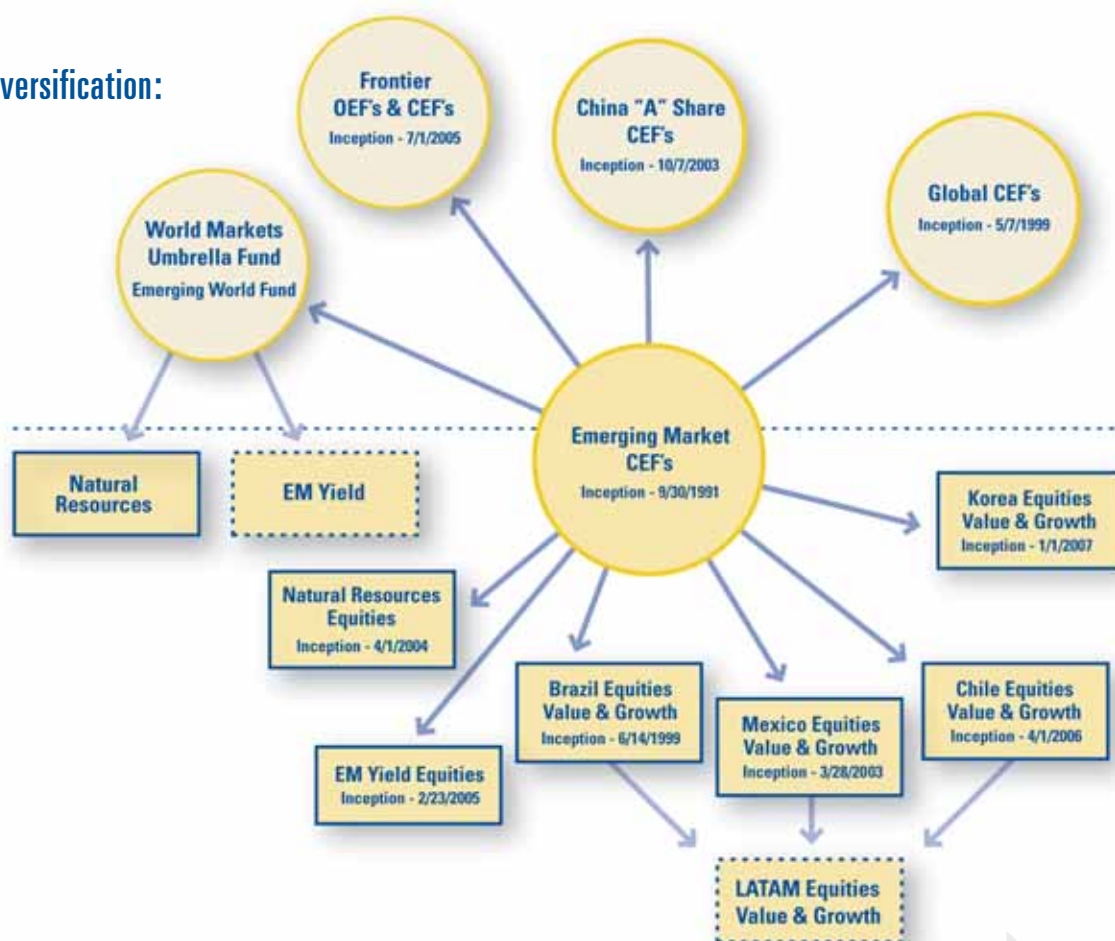 versification:
Frontier
OEF's & CEF's
Inception - 7/1/2005
China "A" Share
CEF's
Inception - 10/7/2003
Global CEF's
Inception - 5/7/1999
World Markets
Umbrella Fund
Emerging World Fund
Emerging Market
CEF's
Inception - 9/30/1991
Natural
Resources
EM Yield
Korea Equities
Value & Growth
Inception - 1/1/2007
Natural Resources
Equities
Inception - 4/1/2004
Brazil Equities
Value & Growth
Inception - 6/14/1999
Mexico Equities
Value & Growth
Inception - 3/28/2003
Chile Equities
Value & Growth
Inception - 4/1/2006
EM Yield Equities
Inception - 2/23/2005
LATAM Equities
Value & Growth